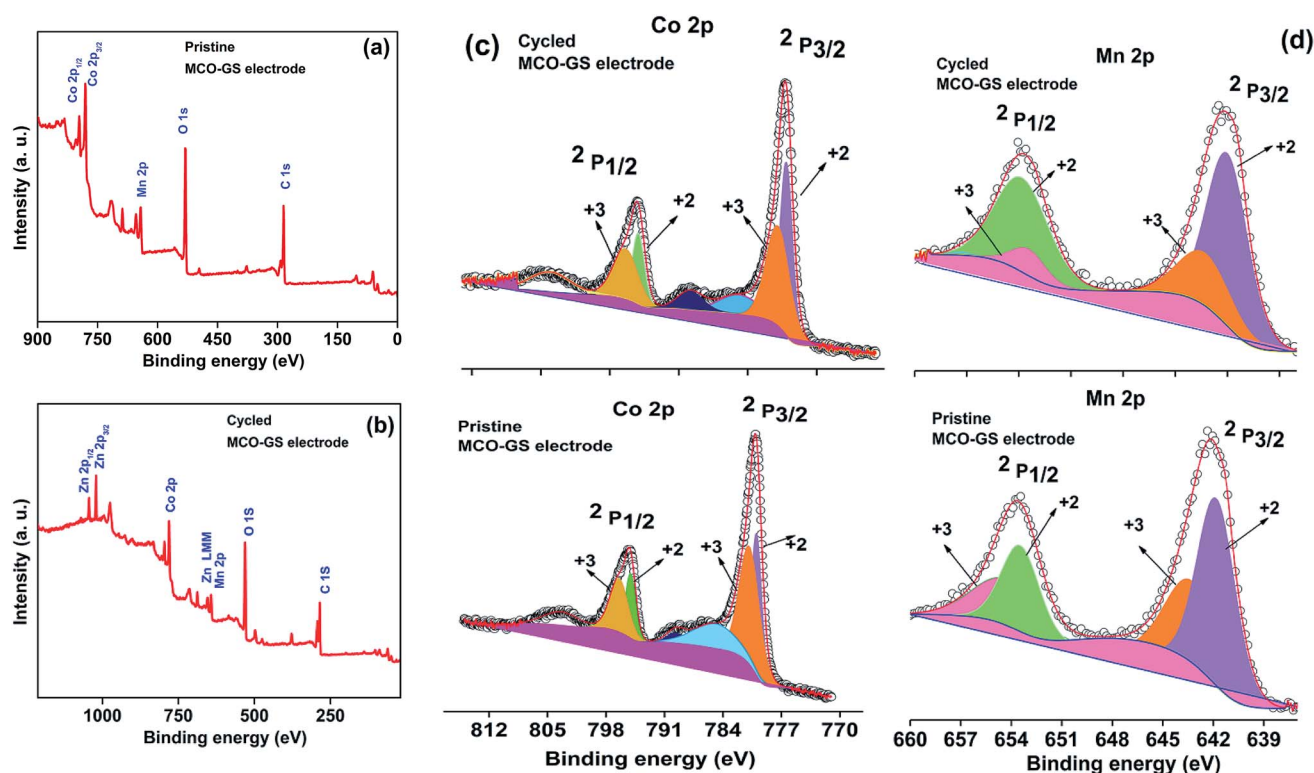 (a)
Pristine
MCO-GS electrode
Co 2p1/2
Co 2p3/2
Mn 2p
O 1s
C 1s
Intensity (a. u.)
900 750 600 450 300 150 0
Binding energy (eV)
(b)
Cycled
MCO-GS electrode
Zn 2p1/2
Zn 2p3/2
Co 2p
Zn LMM
Mn 2p
O 1S
C 1S
Intensity (a. u.)
1000 750 500 250
Binding energy (eV)
(c)
Co 2p
Cycled
MCO-GS electrode
2 P3/2
2 P1/2
+3
+2
+3
+2
Co 2p
Pristine
MCO-GS electrode
2 P3/2
2 P1/2
+3
+2
+3
+2
812 805 798 791 784 777 770
Binding energy (eV)
(d)
Mn 2p
Cycled
MCO-GS electrode
2 P3/2
2 P1/2
+3
+2
+3
+2
Mn 2p
Pristine
MCO-GS electrode
2 P3/2
2 P1/2
+3
+2
+3
+2
660 657 654 651 648 645 642 639
Binding energy (eV)